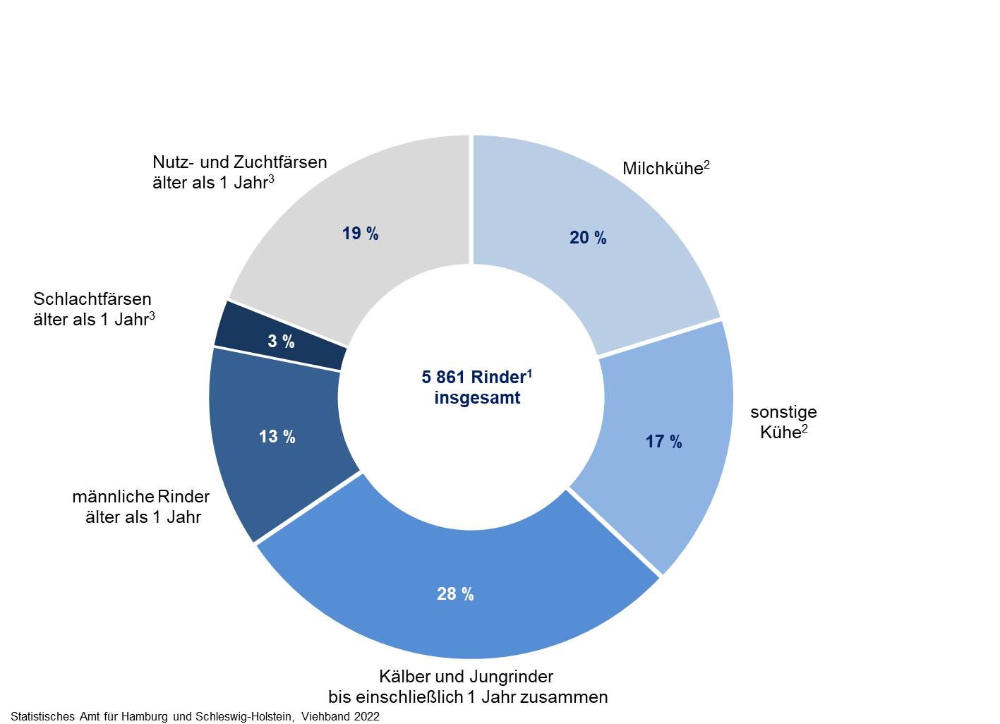 Nutz- und Zuchtfärsen
älter als 1 Jahr³
Milchkühe²
19 %
20 %
Schlachtfärsen
älter als 1 Jahr³
3 %
5 861 Rinder¹
insgesamt
sonstige
Kühe²
13 %
17 %
männliche Rinder
älter als 1 Jahr
28 %
Kälber und Jungrinder
bis einschließlich 1 Jahr zusammen
Statistisches Amt für Hamburg und Schleswig-Holstein, Viehband 2022